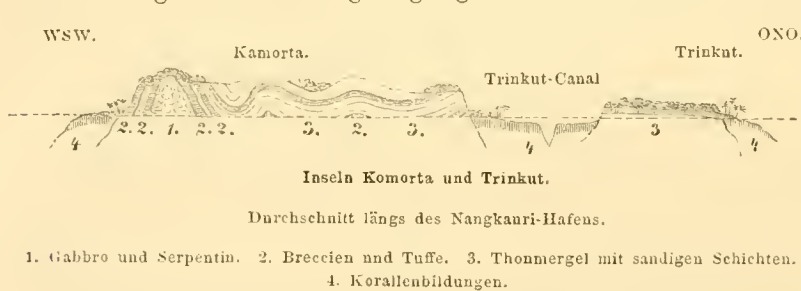 WSW.
ONO.
Kamorta.
Trinkut.
Trinkut-Canal
4 2. 2. 1. 2. 2. 3. 2. 3. 4 3 4
Inseln Komorta und Trinkut.
Durchschnitt längs des Nangkauri-Hafens.
1. Gabbro und Serpentin. 2. Breccien und Tuffe. 3. Thonmergel mit sandigen Schichten.
4. Korallenbildungen.